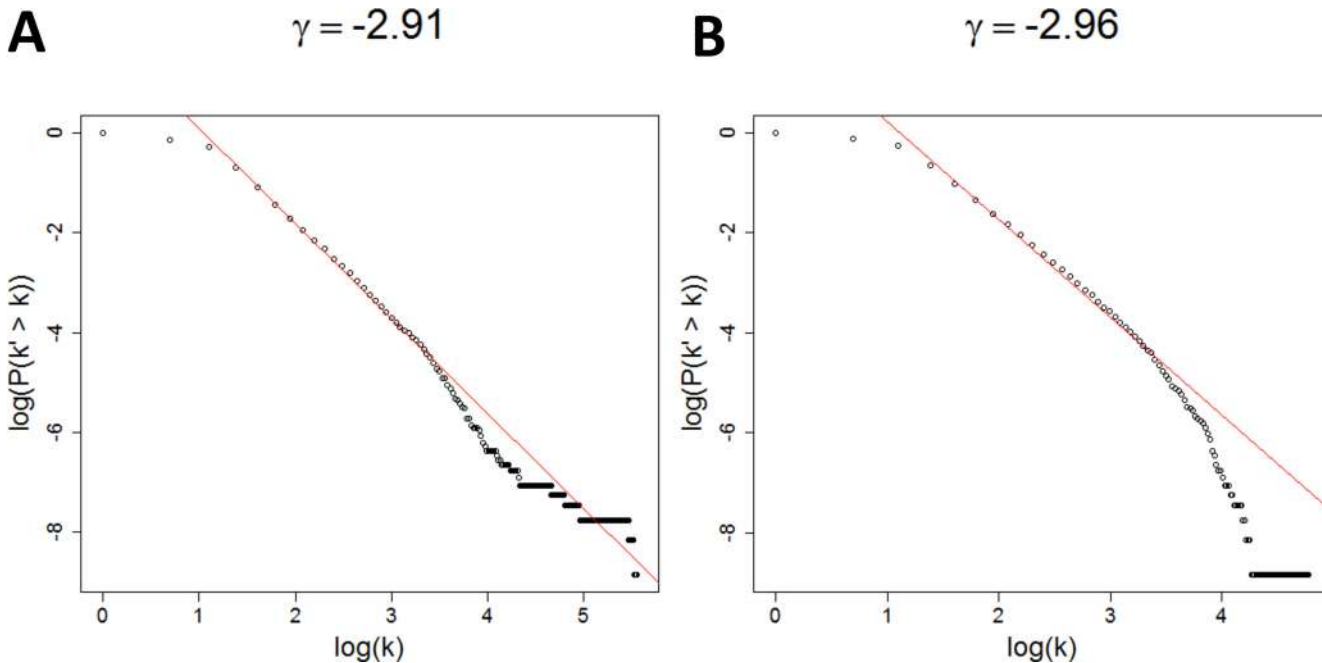 A
γ = -2.91
0
-2
-4
-6
-8
log(P(k' > k))
0 1 2 3 4 5
log(k)
B
γ = -2.96
0
-2
-4
-6
-8
log(P(k' > k))
0 1 2 3 4
log(k)